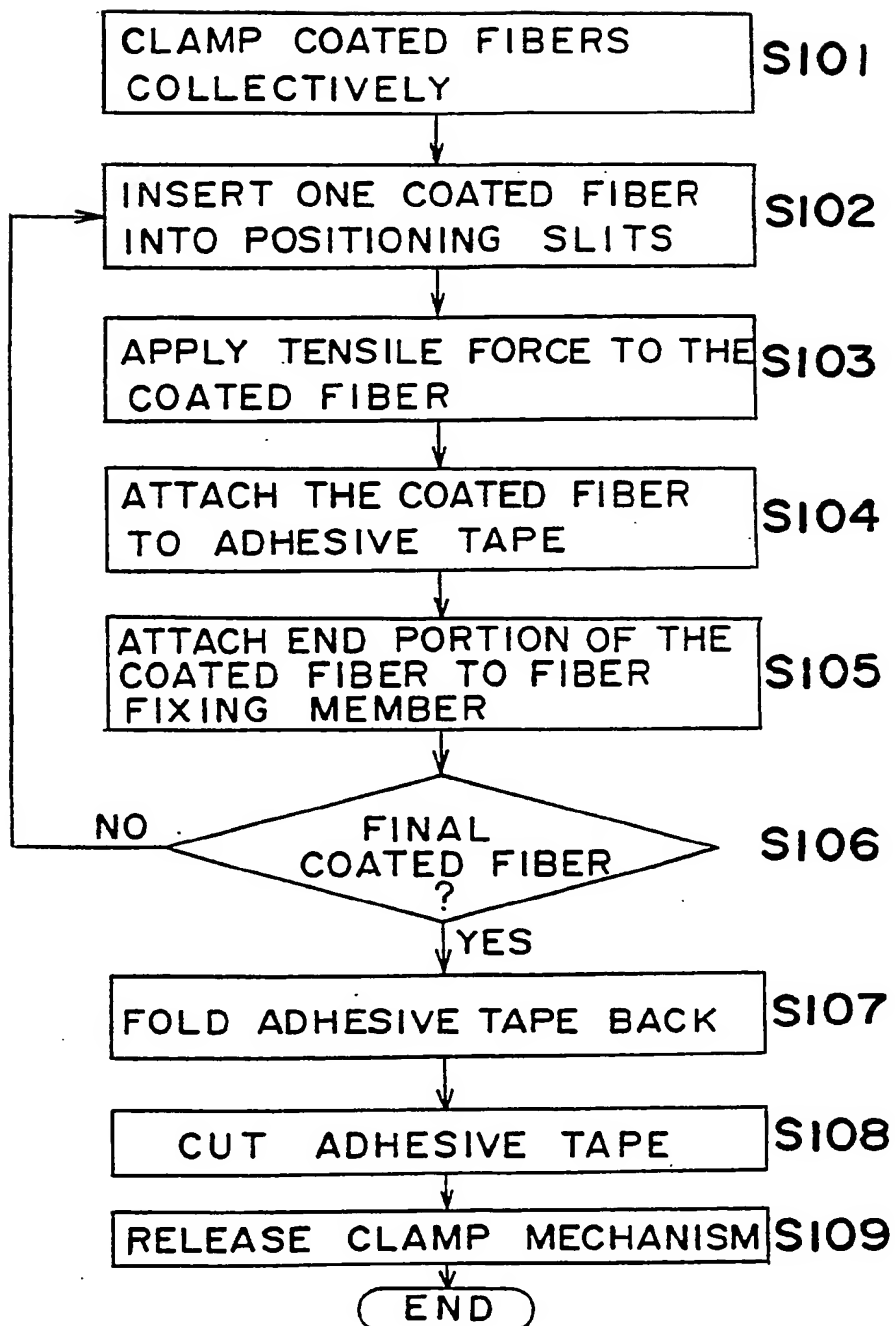 CLAMP COATED FIBERS
COLLECTIVELY
S101
INSERT ONE COATED FIBER
INTO POSITIONING SLITS
S102
APPLY TENSILE FORCE TO THE
COATED FIBER
S103
ATTACH THE COATED FIBER
TO ADHESIVE TAPE
S104
ATTACH END PORTION OF THE
COATED FIBER TO FIBER
FIXING MEMBER
S105
NO
FINAL
COATED FIBER
?
S106
YES
FOLD ADHESIVE TAPE BACK
S107
CUT ADHESIVE TAPE
S108
RELEASE CLAMP MECHANISM
S109
END